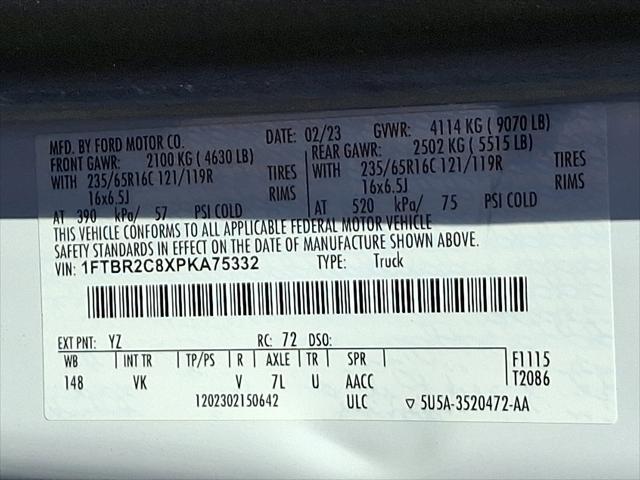 MFD. BY FORD MOTOR CO. DATE: 02/23 GVWR: 4114 KG ( 9070 LB)
FRONT GAWR: 2100 KG ( 4630 LB) REAR GAWR: 2502 KG ( 5515 LB)
WITH 235/65R16C 121/119R TIRES WITH 235/65R16C 121/119R TIRES
16x6.5J RIMS 16x6.5J RIMS
AT 390 kPa/ 57 PSI COLD AT 520 kPa/ 75 PSI COLD
THIS VEHICLE CONFORMS TO ALL APPLICABLE FEDERAL MOTOR VEHICLE
SAFETY STANDARDS IN EFFECT ON THE DATE OF MANUFACTURE SHOWN ABOVE.
VIN: 1FTBR2C8XPKA75332 TYPE: Truck
EXT PNT: YZ RC: 72 DSO:
WB INT TR TP/PS R AXLE TR SPR F1115
148 VK V 7L U AACC T2086
1202302150642 ULC ▽ 5U5A-3520472-AA